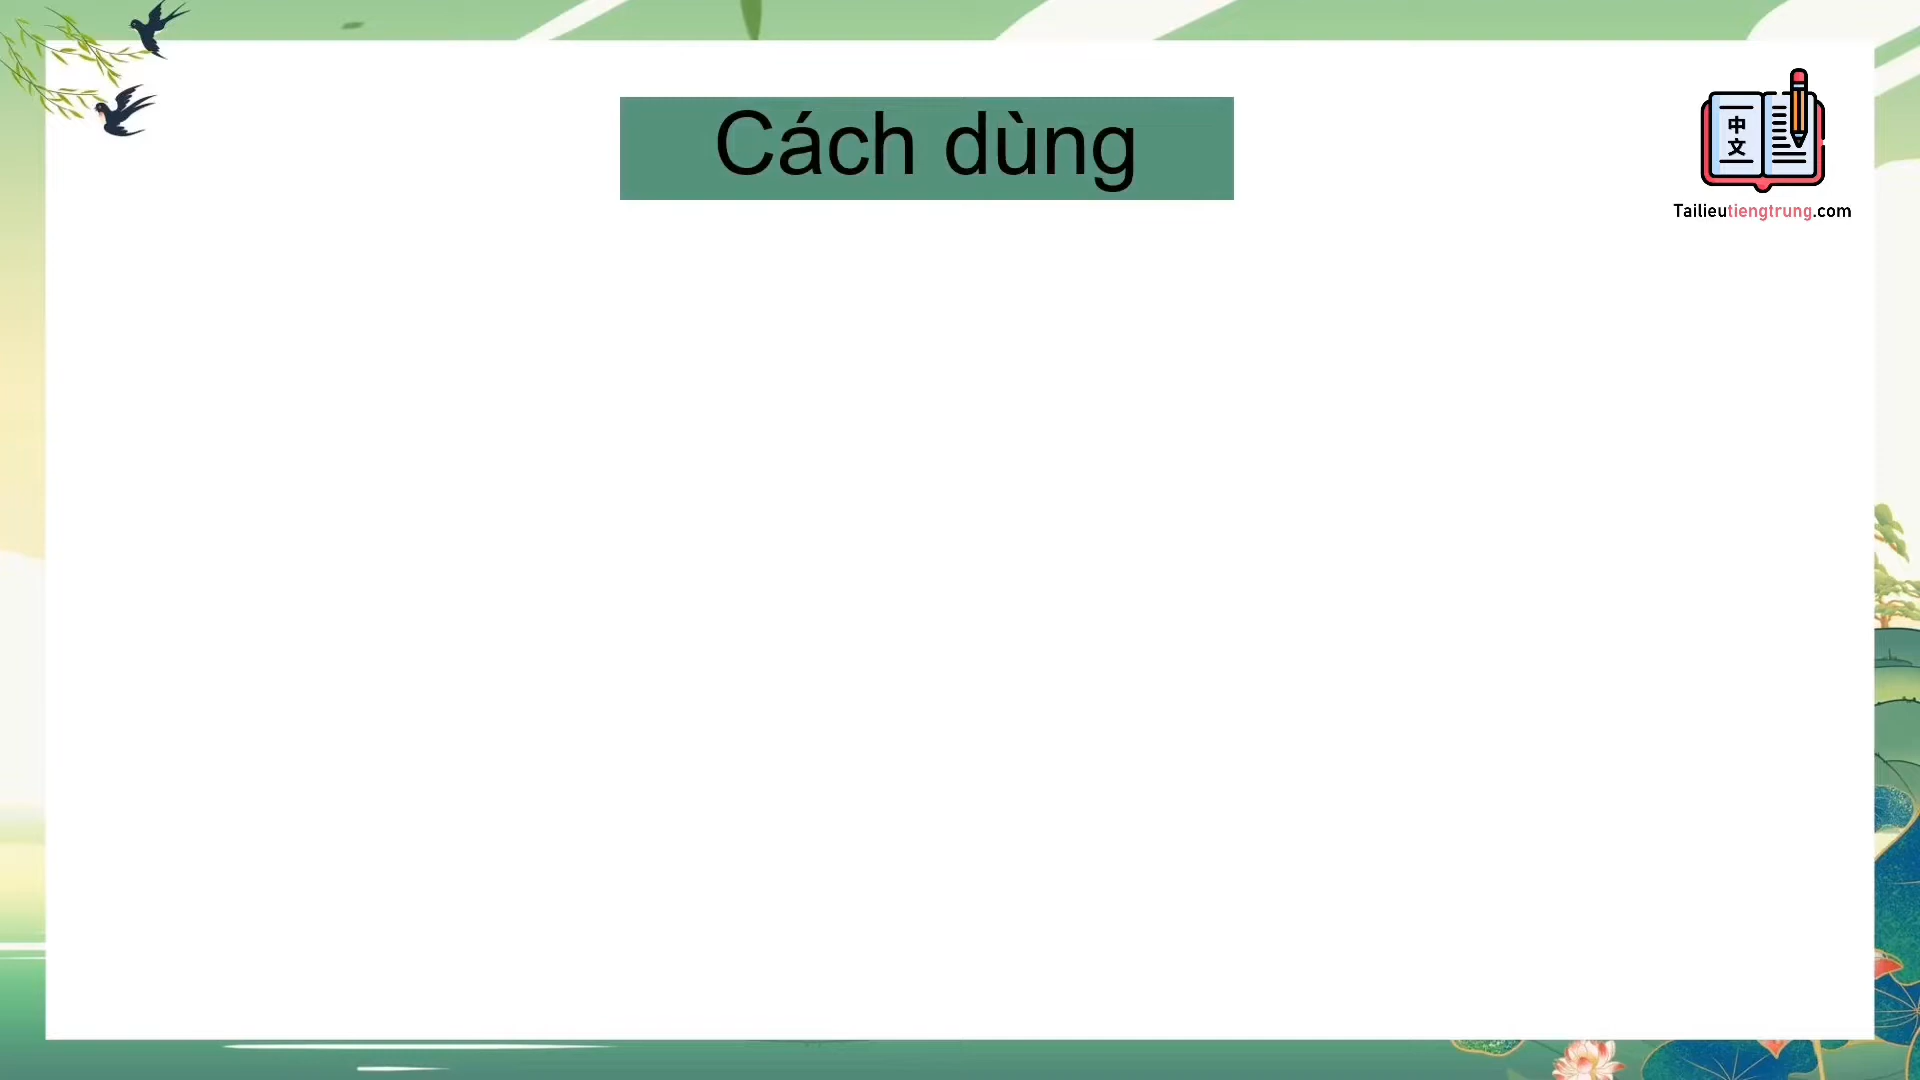 Cách dùng
中
文
Tailieutiengtrung.com